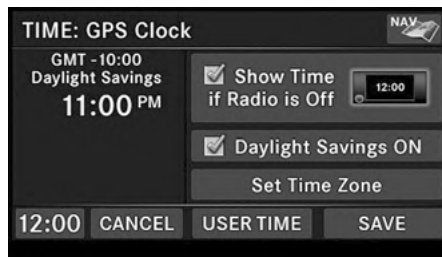 TIME: GPS Clock
NAV
GMT -10:00
Daylight Savings
11:00 PM
Show Time
if Radio is Off
12:00
Daylight Savings ON
Set Time Zone
12:00
CANCEL
USER TIME
SAVE